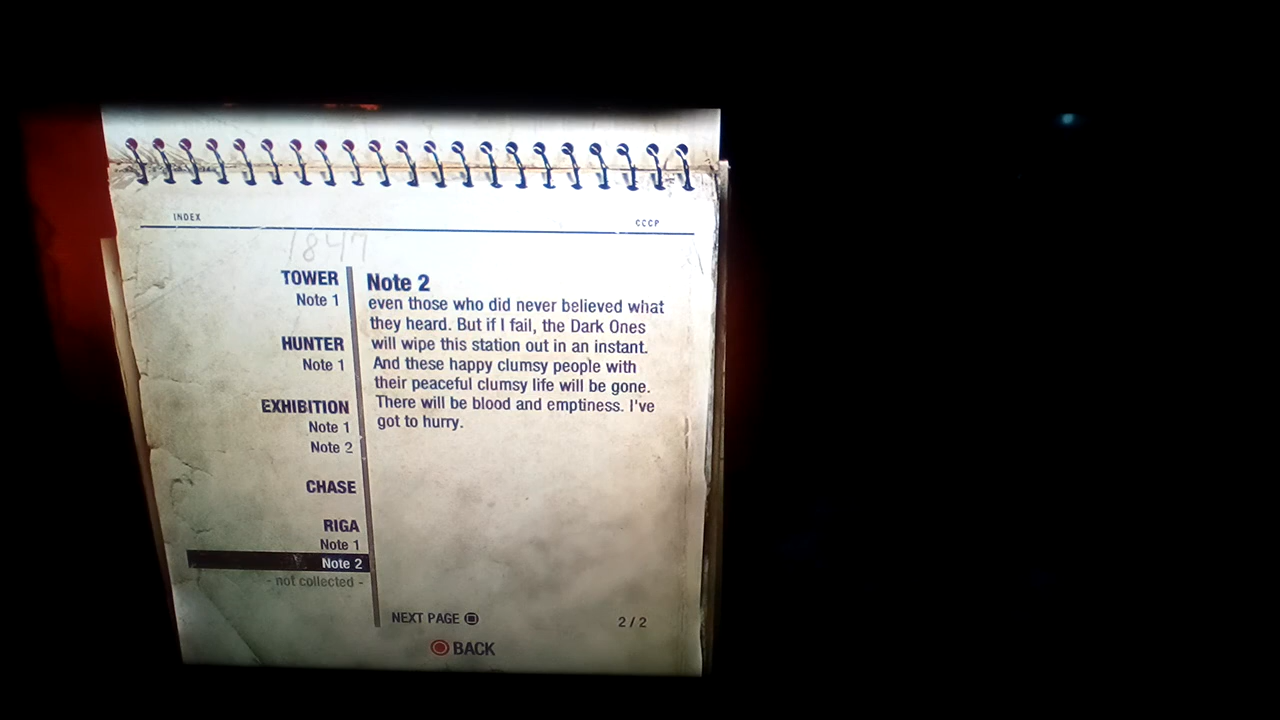 INDEX
CCCP
1847
TOWER
Note 1
HUNTER
Note 1
EXHIBITION
Note 1
Note 2
CHASE
RIGA
Note 1
Note 2
- not collected -
Note 2
even those who did never believed what
they heard. But if I fail, the Dark Ones
will wipe this station out in an instant.
And these happy clumsy people with
their peaceful clumsy life will be gone.
There will be blood and emptiness. I've
got to hurry.
NEXT PAGE
2 / 2
BACK